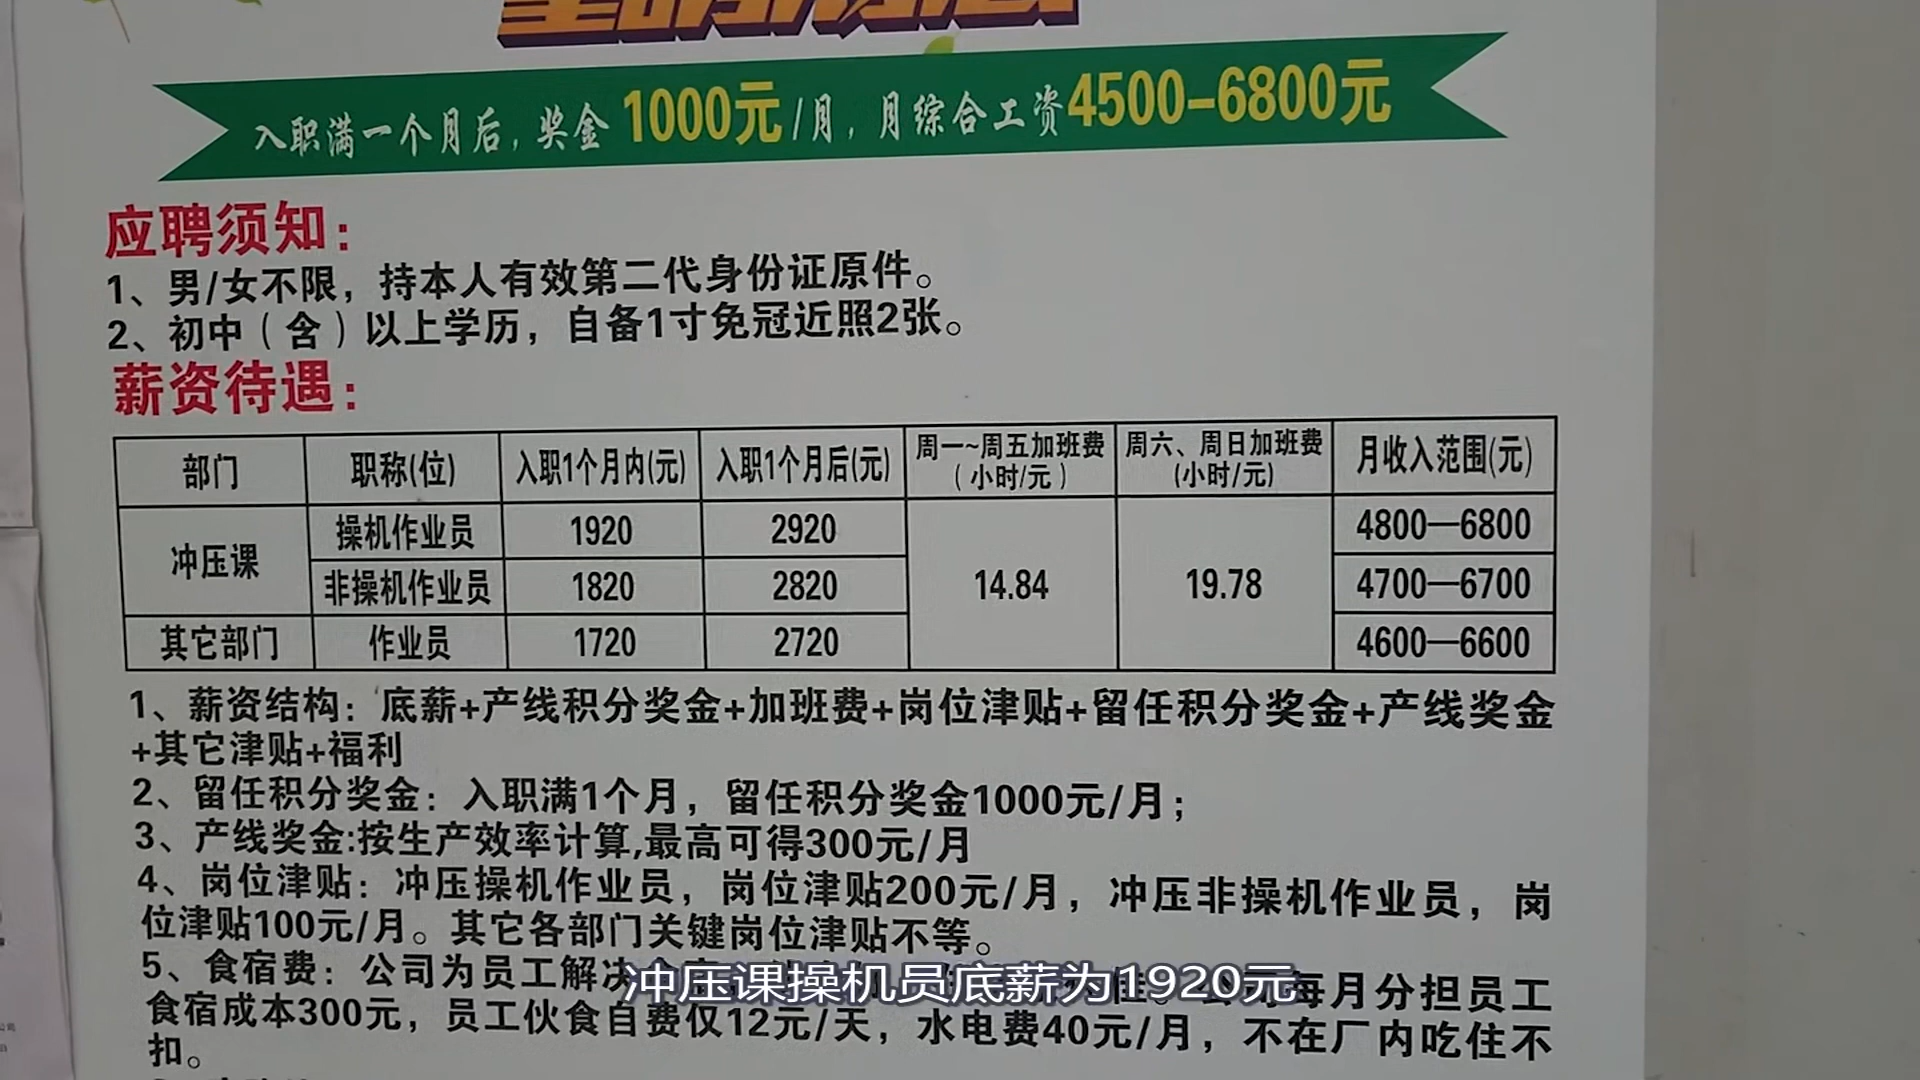 入职满一个月后，奖金1000元/月，月综合工资4500-6800元
应聘须知：
1、男/女不限，持本人有效第二代身份证原件。
2、初中（含）以上学历，自备1寸免冠近照2张。
薪资待遇：
部门 职称(位) 入职1个月内(元) 入职1个月后(元) 周一~周五加班费（小时/元） 周六、周日加班费(小时/元) 月收入范围(元)
冲压课 操机作业员 1920 2920 14.84 19.78 4800—6800
非操机作业员 1820 2820 4700—6700
其它部门 作业员 1720 2720 4600—6600
1、薪资结构：底薪+产线积分奖金+加班费+岗位津贴+留任积分奖金+产线奖金
+其它津贴+福利
2、留任积分奖金：入职满1个月，留任积分奖金1000元/月；
3、产线奖金:按生产效率计算,最高可得300元/月
4、岗位津贴：冲压操机作业员，岗位津贴200元/月，冲压非操机作业员，岗
位津贴100元/月。其它各部门关键岗位津贴不等。
5、食宿费：公司为员工解决 每月分担员工
冲压课操机员底薪为1920元
食宿成本300元，员工伙食自费仅12元/天，水电费40元/月，不在厂内吃住不
扣。